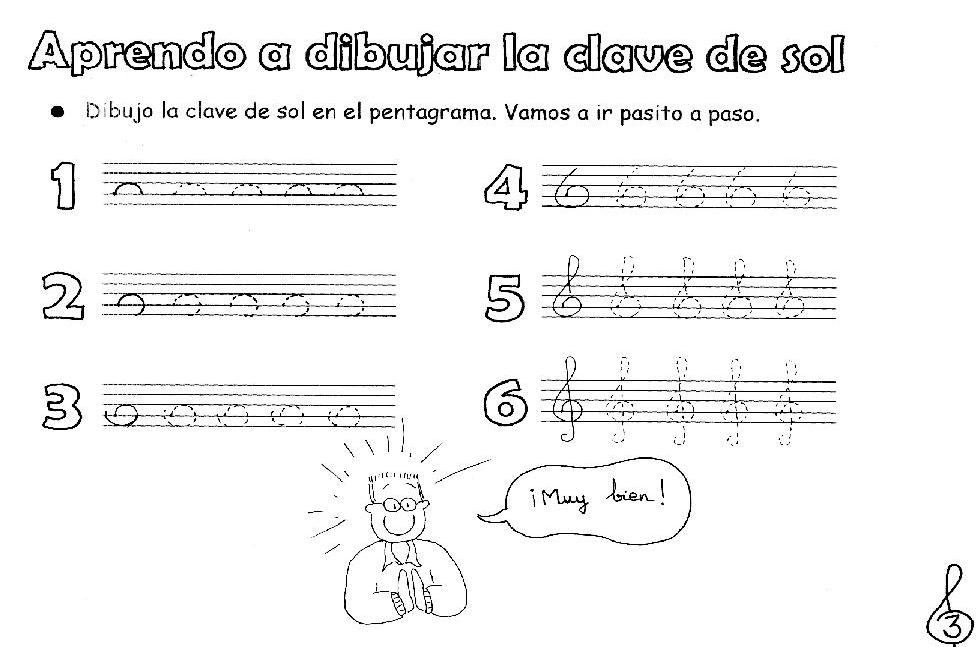 Aprendo a dibujar la clave de sol
● Dibujo la clave de sol en el pentagrama. Vamos a ir pasito a paso.
1
4
2
5
3
6
¡Muy bien!
3